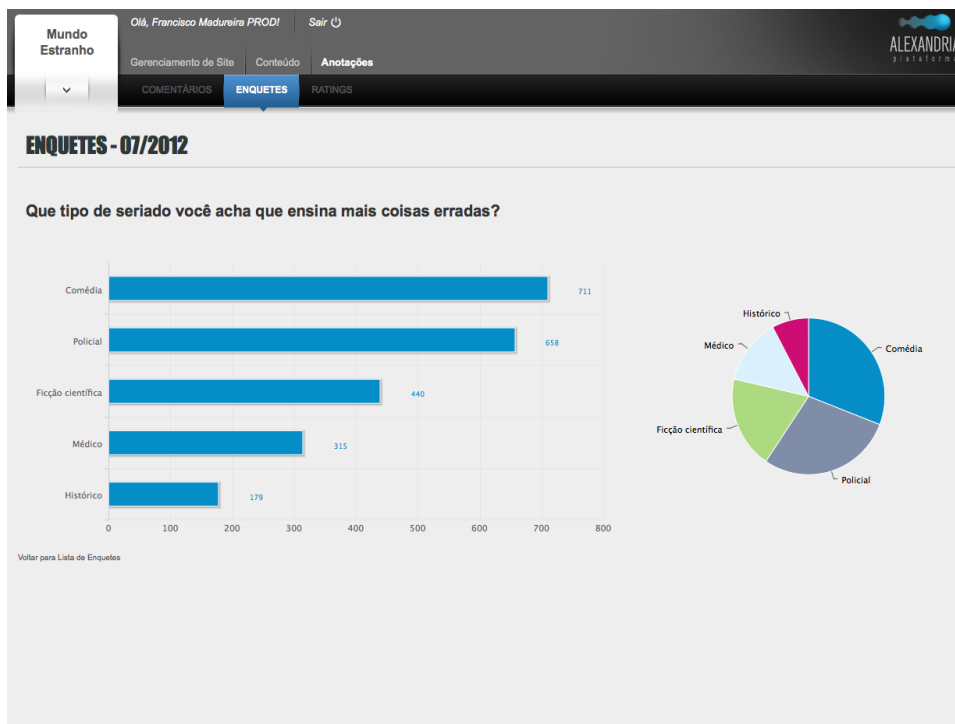 Mundo
Estranho
Olá, Francisco Madureira PROD!
Sair
Gerenciamento de Site
Conteúdo
Anotações
ALEXANDRIA
plataforma
COMENTÁRIOS
ENQUETES
RATINGS
ENQUETES - 07/2012
Que tipo de seriado você acha que ensina mais coisas erradas?
Comédia
711
Policial
658
Ficção científica
440
Médico
315
Histórico
179
0 100 200 300 400 500 600 700 800
Histórico
Médico
Comédia
Ficção científica
Policial
Voltar para Lista de Enquetes